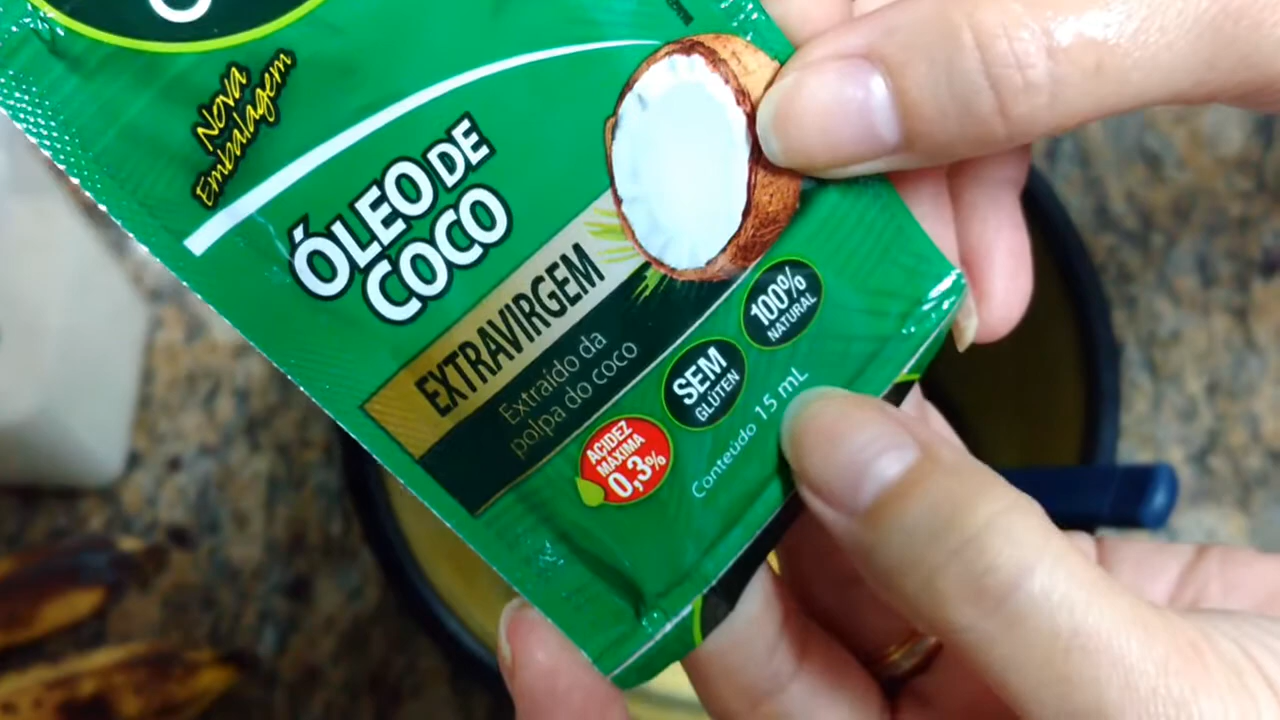 Nova
Embalagem
ÓLEO DE
COCO
EXTRAVIRGEM
Extraído da
polpa do coco
100%
NATURAL
SEM
GLÚTEN
ACIDEZ
MÁXIMA
0,3%
Conteúdo 15 mL